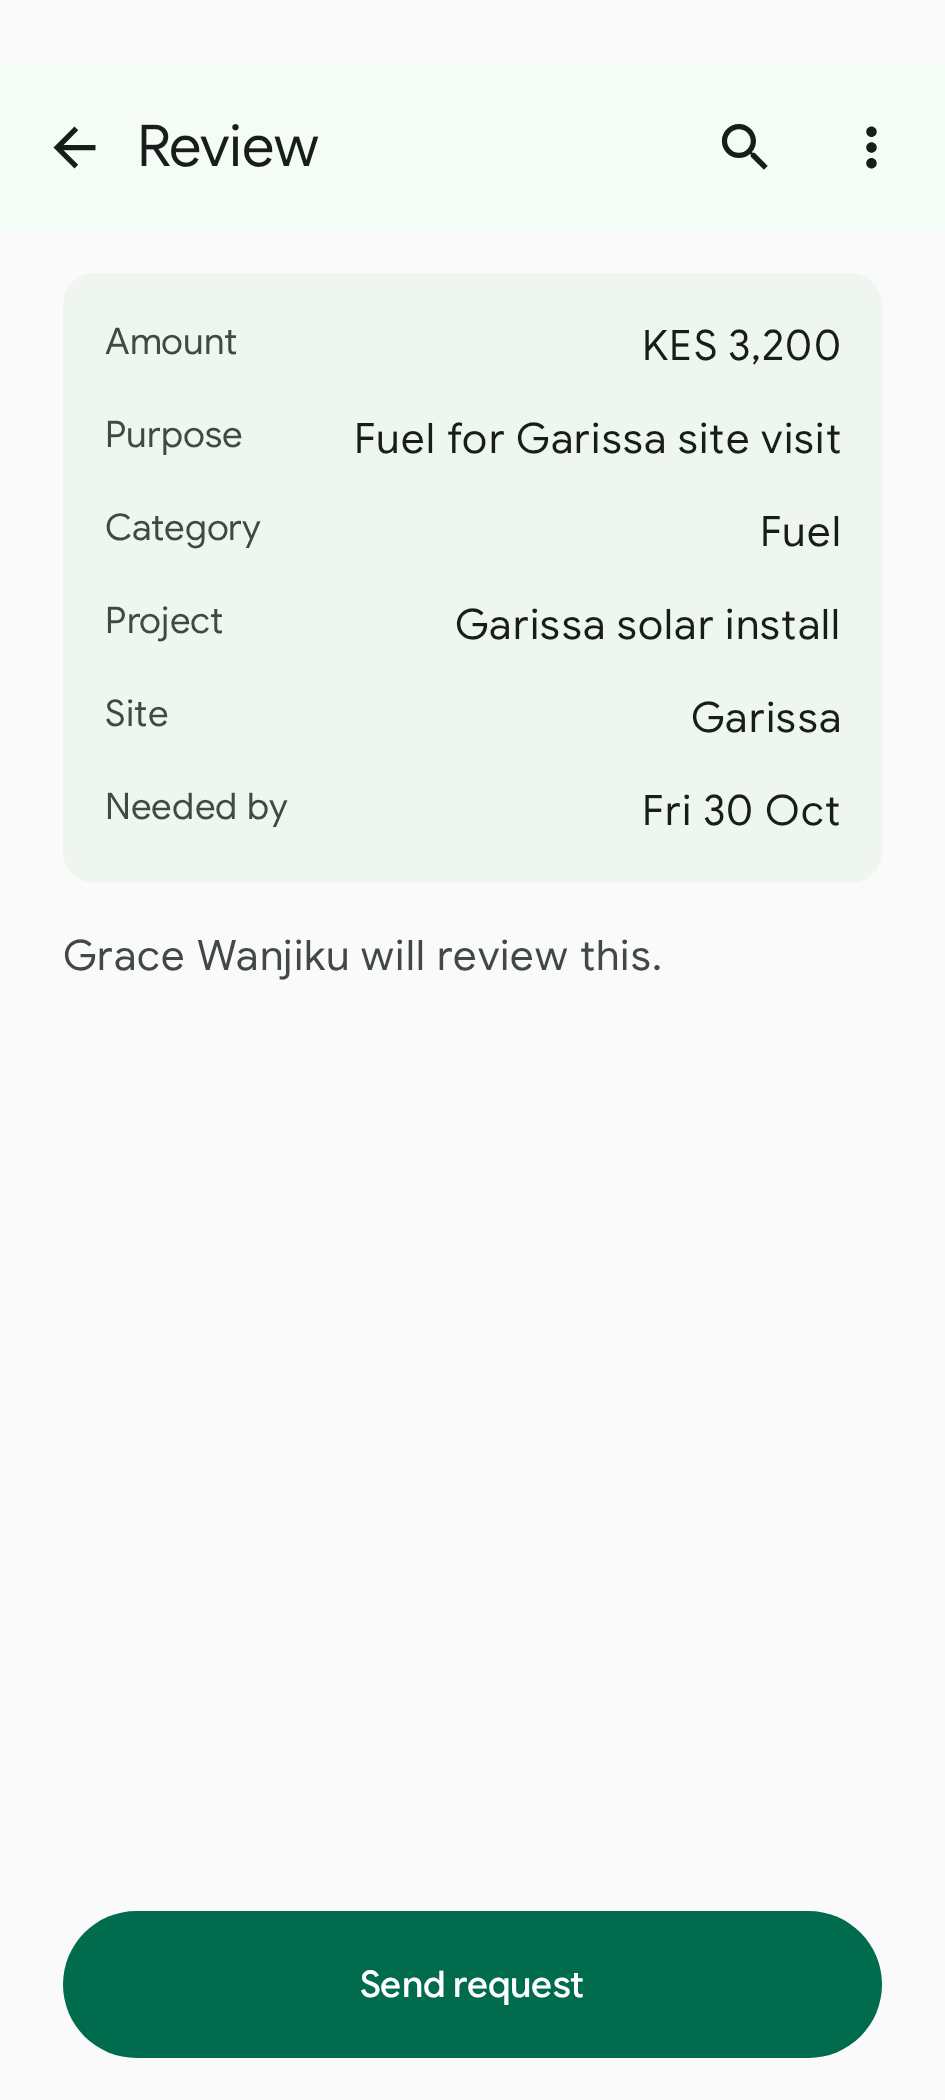 Review
Amount KES 3,200
Purpose Fuel for Garissa site visit
Category Fuel
Project Garissa solar install
Site Garissa
Needed by Fri 30 Oct
Grace Wanjiku will review this.
Send request